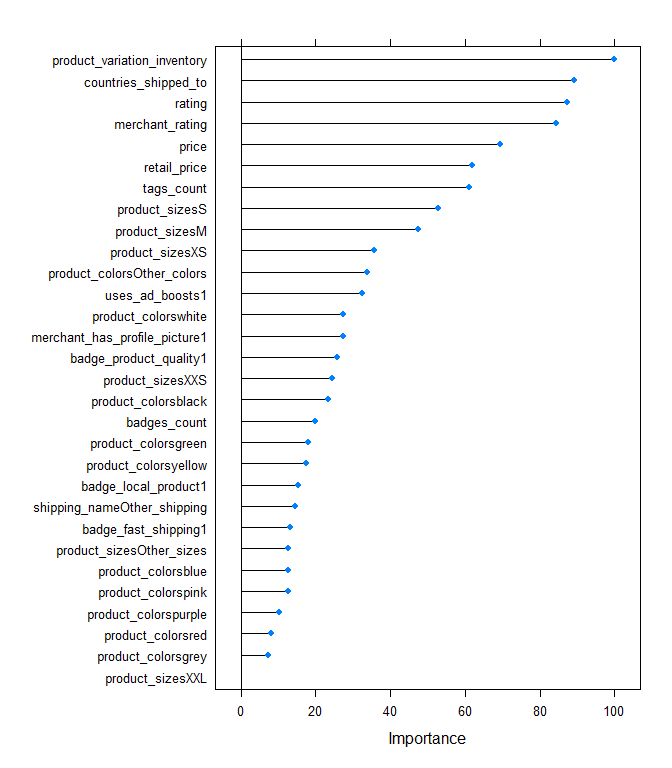 product_variation_inventory
countries_shipped_to
rating
merchant_rating
price
retail_price
tags_count
product_sizesS
product_sizesM
product_sizesXS
product_colorsOther_colors
uses_ad_boosts1
product_colorswhite
merchant_has_profile_picture1
badge_product_quality1
product_sizesXXS
product_colorsblack
badges_count
product_colorsgreen
product_colorsyellow
badge_local_product1
shipping_nameOther_shipping
badge_fast_shipping1
product_sizesOther_sizes
product_colorsblue
product_colorspink
product_colorspurple
product_colorsred
product_colorsgrey
product_sizesXXL
0 20 40 60 80 100
Importance